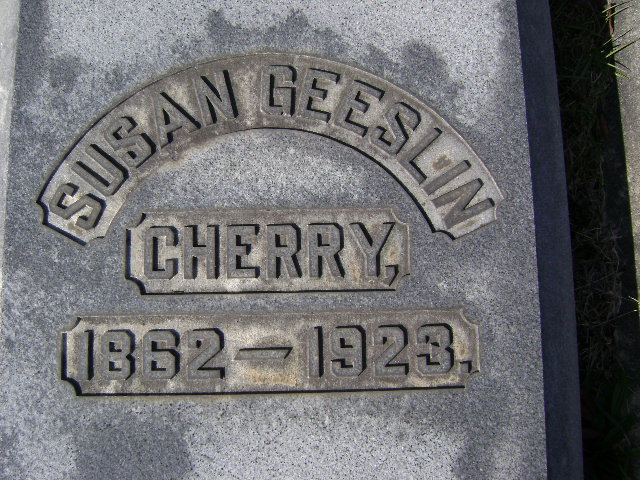 SUSAN GEESLIN
CHERRY,
1862 — 1923.